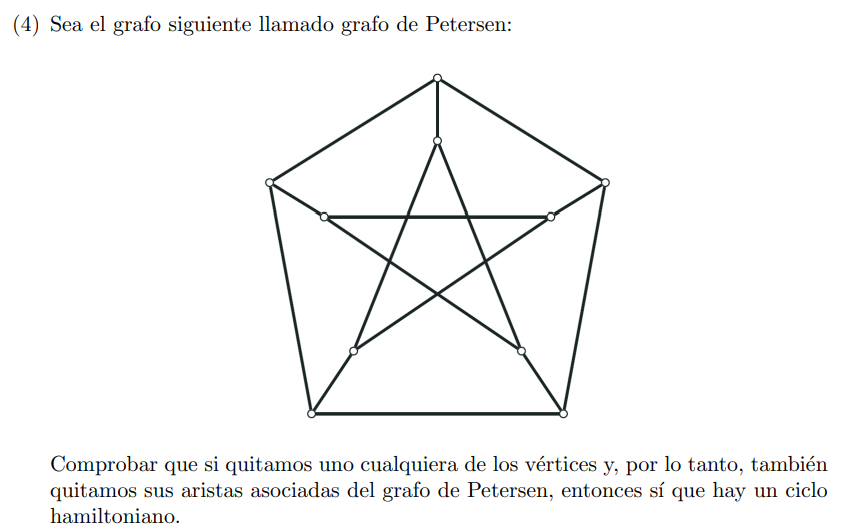 (4) Sea el grafo siguiente llamado grafo de Petersen:
Comprobar que si quitamos uno cualquiera de los vértices y, por lo tanto, también
quitamos sus aristas asociadas del grafo de Petersen, entonces sí que hay un ciclo
hamiltoniano.